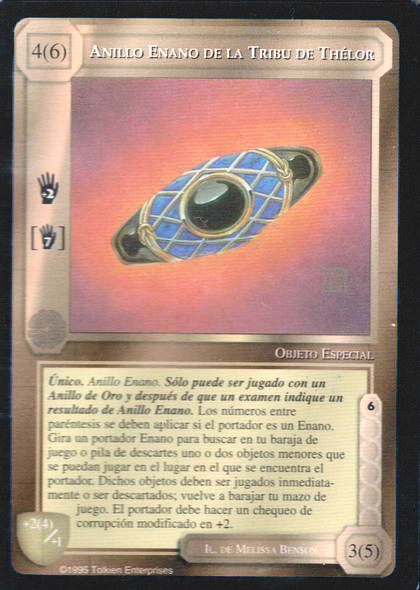 4(6)
Anillo Enano de la Tribu de Thélor
+2
[7]
Objeto Especial
Único. Anillo Enano. Sólo puede ser jugado con un
Anillo de Oro y después de que un examen indique un
resultado de Anillo Enano. Los números entre
paréntesis se deben aplicar si el portador es un Enano.
Gira un portador Enano para buscar en tu baraja de
juego o pila de descartes uno o dos objetos menores que
se puedan jugar en el lugar en el que se encuentra el
portador. Dichos objetos deben ser jugados inmediata-
mente o ser descartados; vuelve a barajar tu mazo de
juego. El portador debe hacer un chequeo de
corrupción modificado en +2.
6
+2(4)
/+1
Il. de Melissa Benson
3(5)
©1995 Tolkien Enterprises